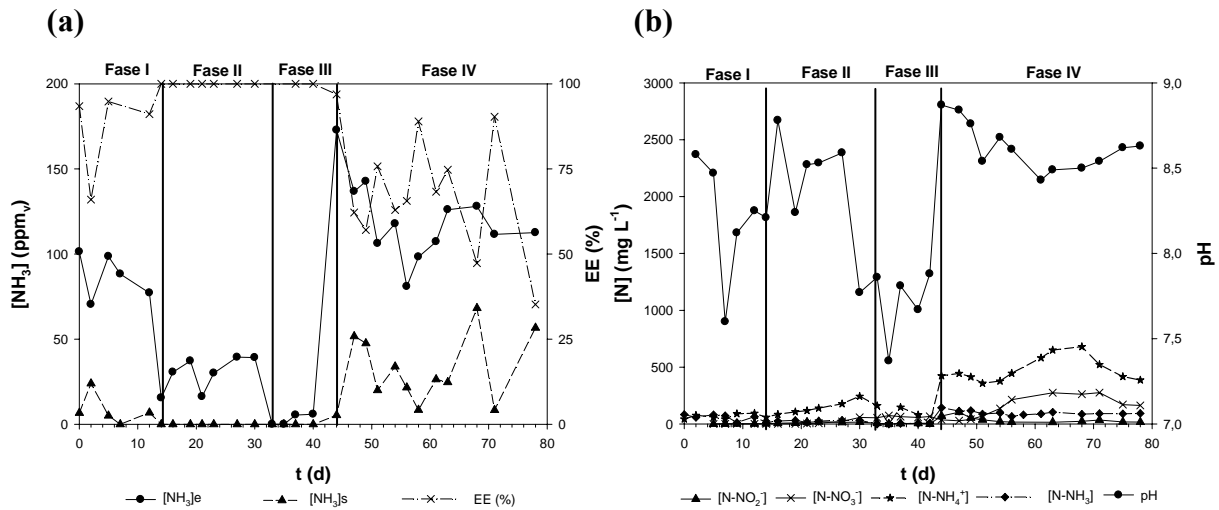 (a)
Fase I Fase II Fase III Fase IV
200 100
150 75
100 50
50 25
0 0
[NH3] (ppmv)
EE (%)
0 10 20 30 40 50 60 70 80
t (d)
[NH3]e [NH3]s EE (%)
(b)
Fase I Fase II Fase III Fase IV
3000 9,0
2500 8,5
2000
1500 8,0
1000 7,5
500
0 7,0
[N] (mg L-1)
pH
0 10 20 30 40 50 60 70 80
t (d)
[N-NO2-] [N-NO3-] [N-NH4+] [N-NH3] pH